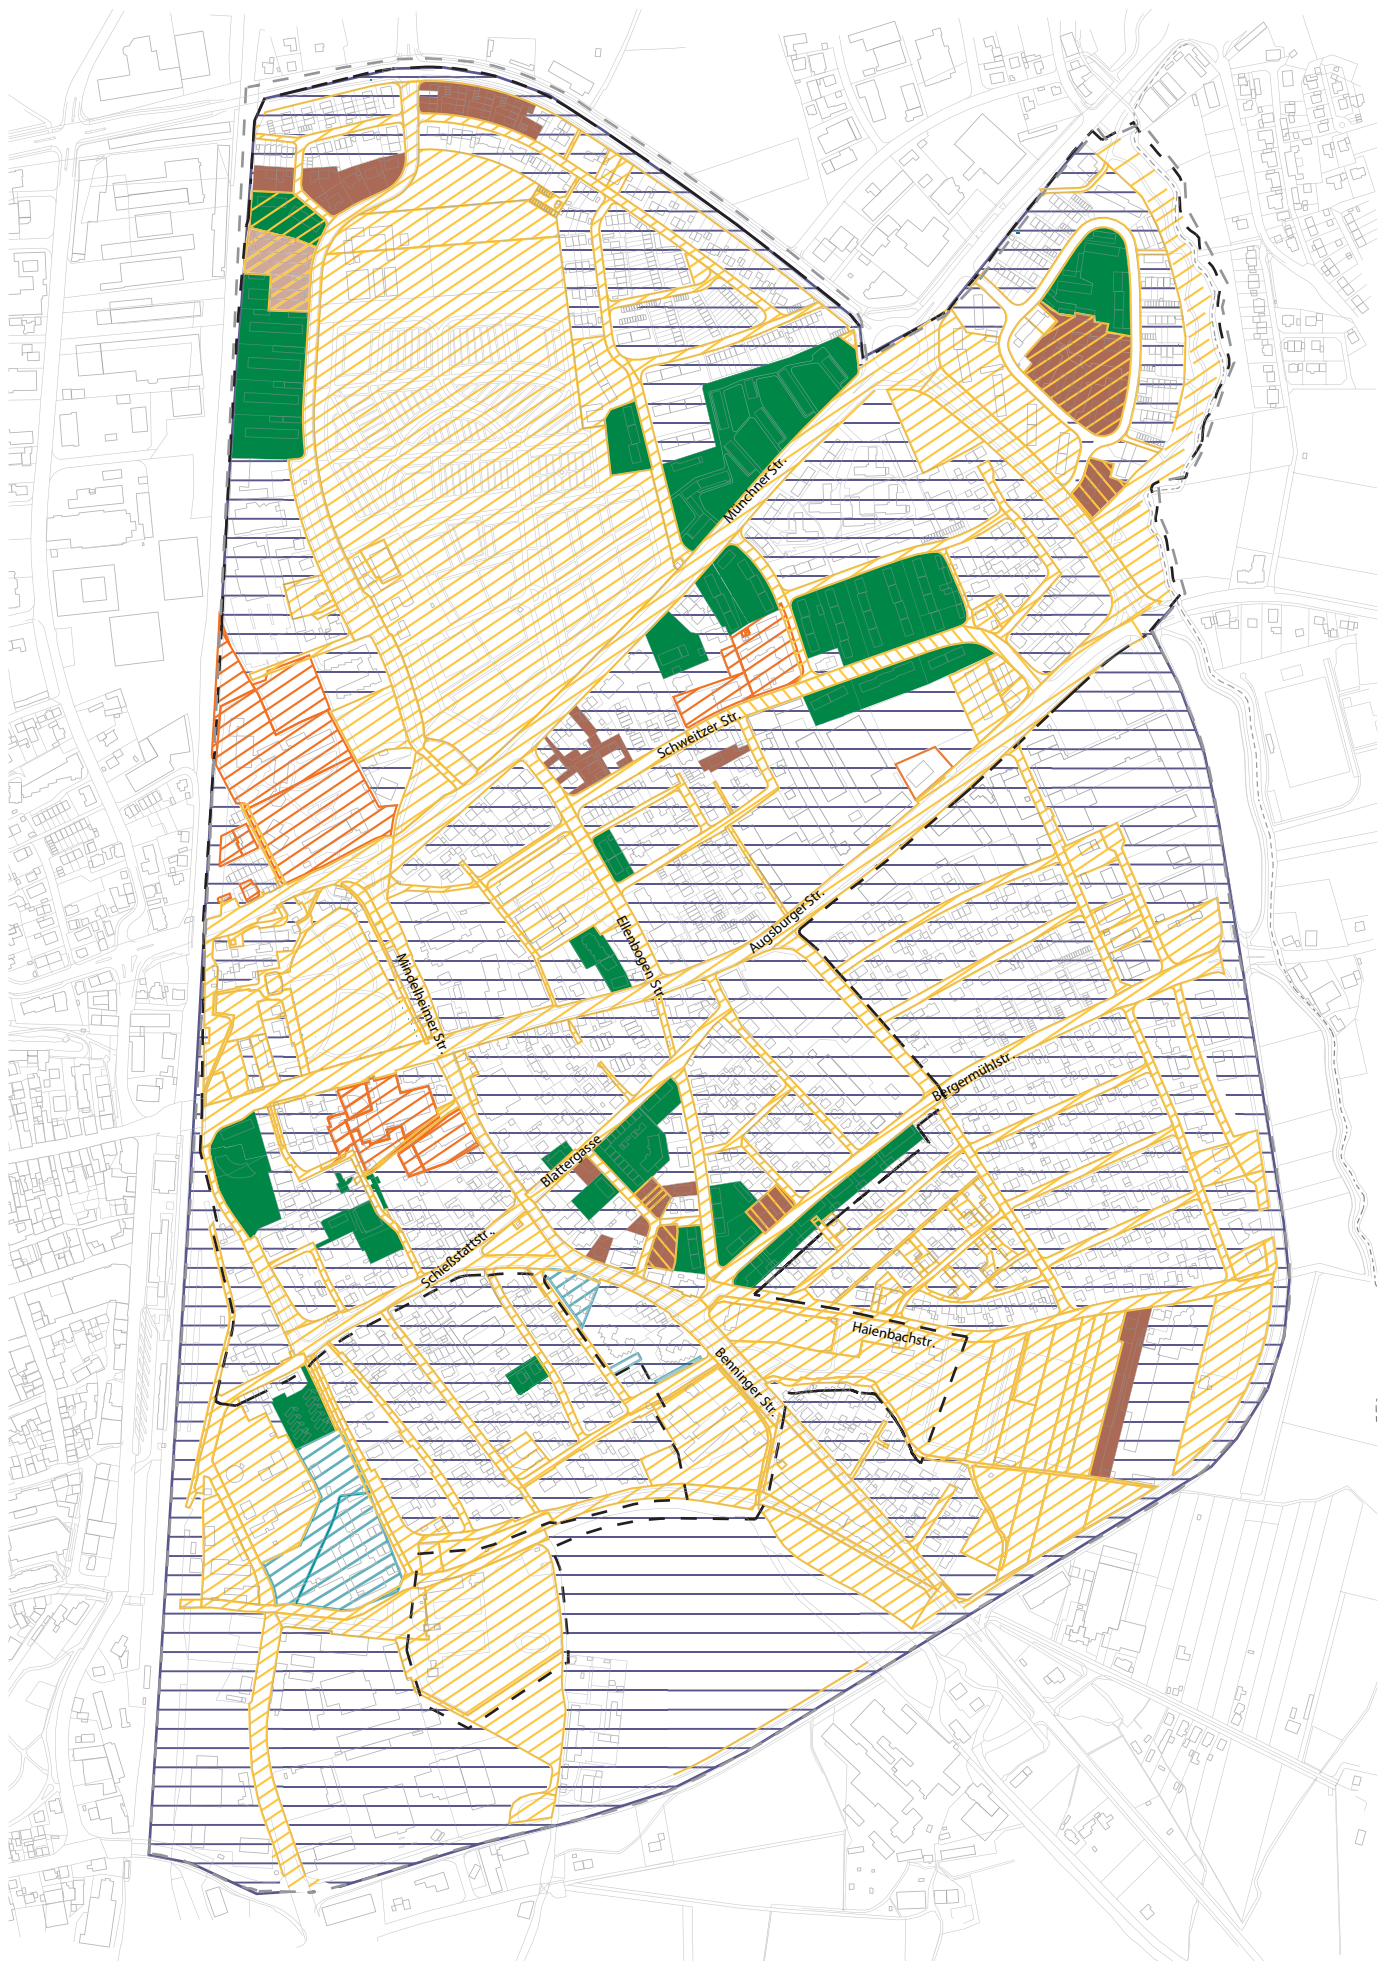 Münchner Str.
Schweitzer Str.
Augsburger Str.
Ellenbogen Str.
Mindelheimer Str.
Bergermühlstr.
Blattergasse
Schießstattstr.
Haienbachstr.
Benninger Str.